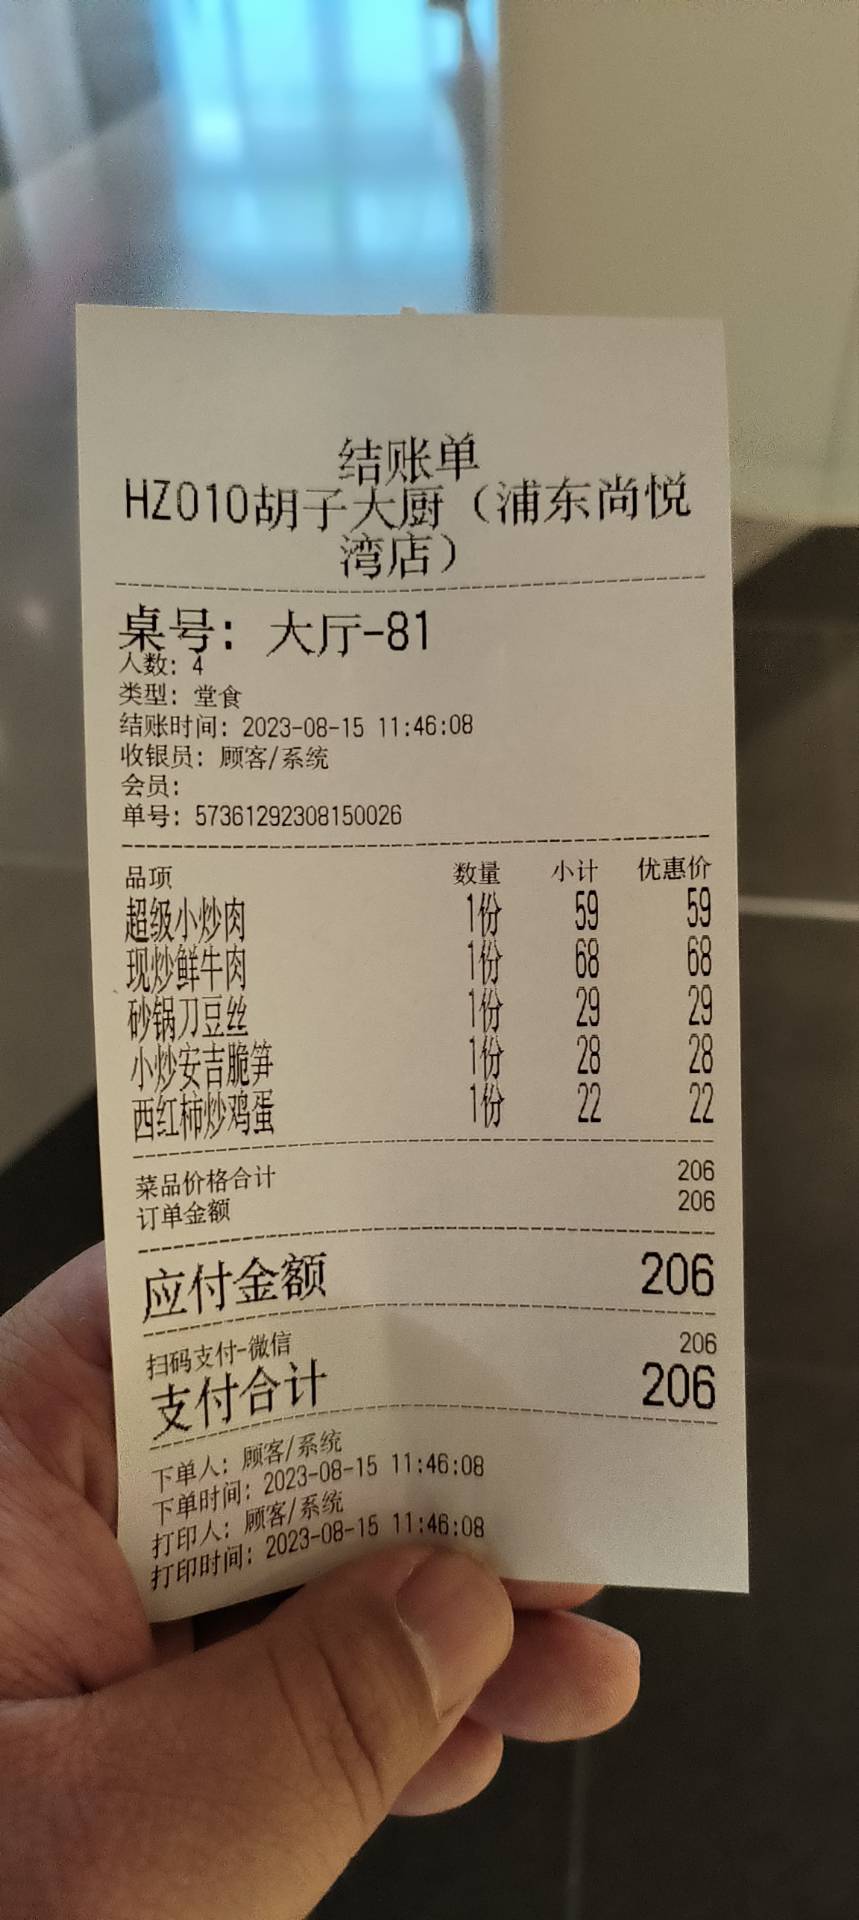 结账单
HZ010胡子大厨（浦东尚悦
湾店）
桌号：大厅-81
人数：4
类型：堂食
结账时间：2023-08-15 11:46:08
收银员：顾客/系统
会员：
单号：57361292308150026
品项 数量 小计 优惠价
超级小炒肉 1份 59 59
现炒鲜牛肉 1份 68 68
砂锅刀豆丝 1份 29 29
小炒安吉脆笋 1份 28 28
西红柿炒鸡蛋 1份 22 22
菜品价格合计 206
订单金额 206
应付金额 206
扫码支付-微信 206
支付合计 206
下单人：顾客/系统
下单时间：2023-08-15 11:46:08
打印人：顾客/系统
打印时间：2023-08-15 11:46:08